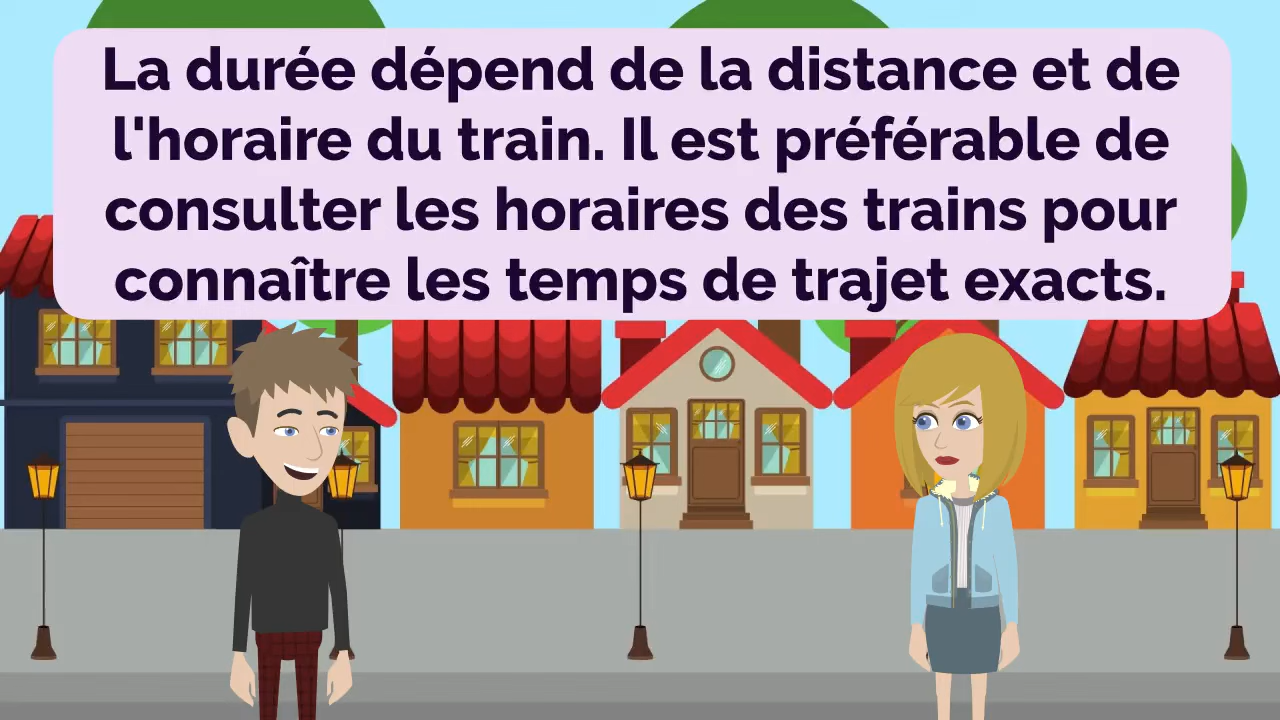 La durée dépend de la distance et de
l'horaire du train. Il est préférable de
consulter les horaires des trains pour
connaître les temps de trajet exacts.